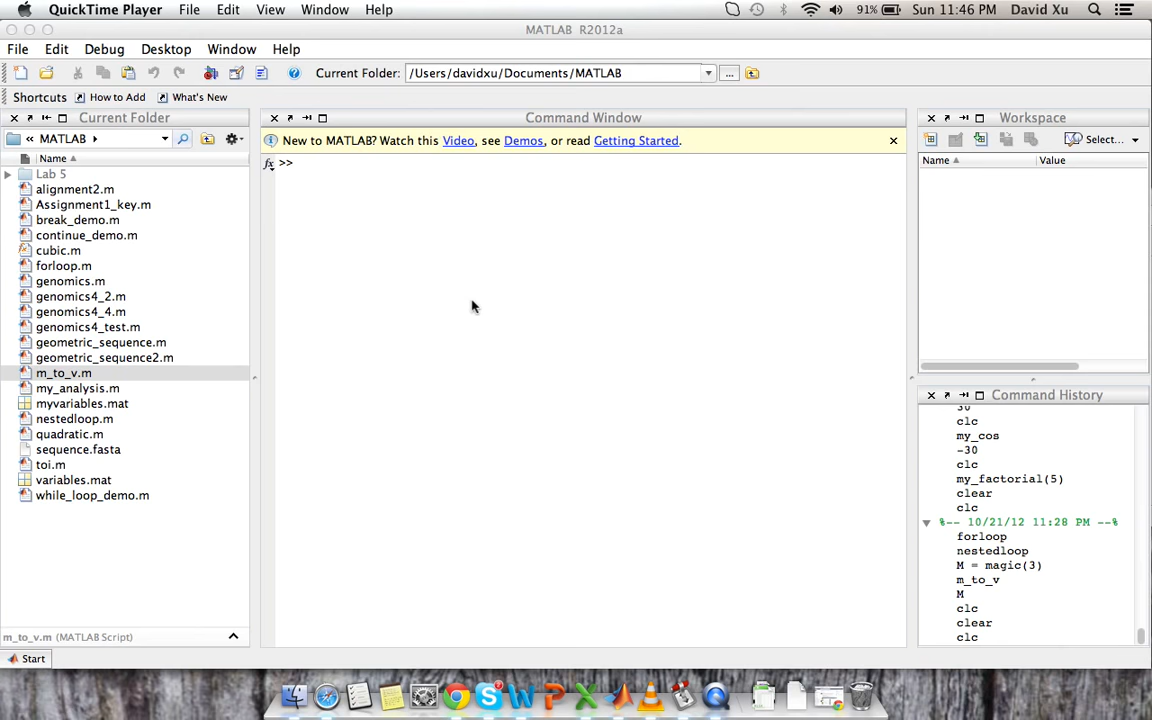 QuickTime Player File Edit View Window Help 91% Sun 11:46 PM David Xu
MATLAB R2012a
File Edit Debug Desktop Window Help
Current Folder: /Users/davidxu/Documents/MATLAB ...
Shortcuts How to Add What's New
Current Folder
« MATLAB
Name
Lab 5
alignment2.m
Assignment1_key.m
break_demo.m
continue_demo.m
cubic.m
forloop.m
genomics.m
genomics4_2.m
genomics4_4.m
genomics4_test.m
geometric_sequence.m
geometric_sequence2.m
m_to_v.m
my_analysis.m
myvariables.mat
nestedloop.m
quadratic.m
sequence.fasta
toi.m
variables.mat
while_loop_demo.m
m_to_v.m (MATLAB Script)
Start
Command Window
New to MATLAB? Watch this Video, see Demos, or read Getting Started.
fx >>
Workspace
Select...
Name Value
Command History
30
clc
my_cos
-30
clc
my_factorial(5)
clear
clc
%-- 10/21/12 11:28 PM --%
forloop
nestedloop
M = magic(3)
m_to_v
M
clc
clear
clc